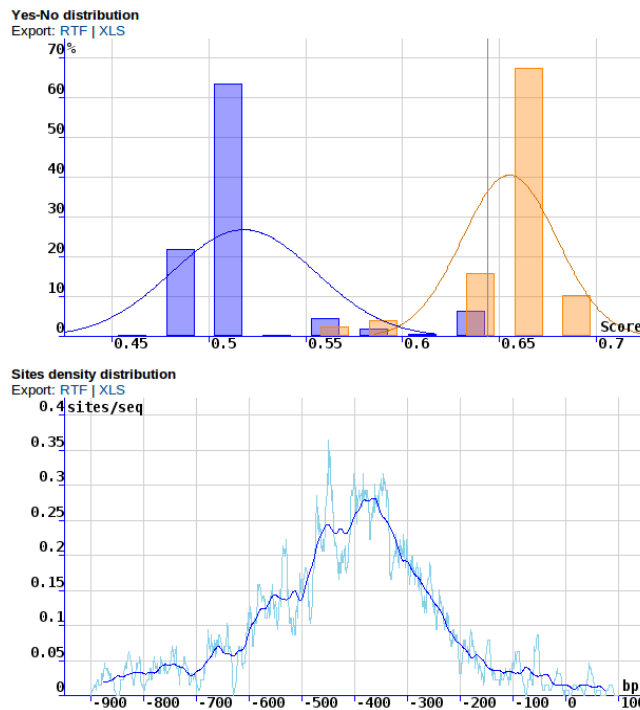 Yes-No distribution
Export: RTF | XLS
70 %
60
50
40
30
20
10
0
Score
0.45 0.5 0.55 0.6 0.65 0.7
Sites density distribution
Export: RTF | XLS
0.4 sites/seq
0.35
0.3
0.25
0.2
0.15
0.1
0.05
0
bp
-900 -800 -700 -600 -500 -400 -300 -200 -100 0 100